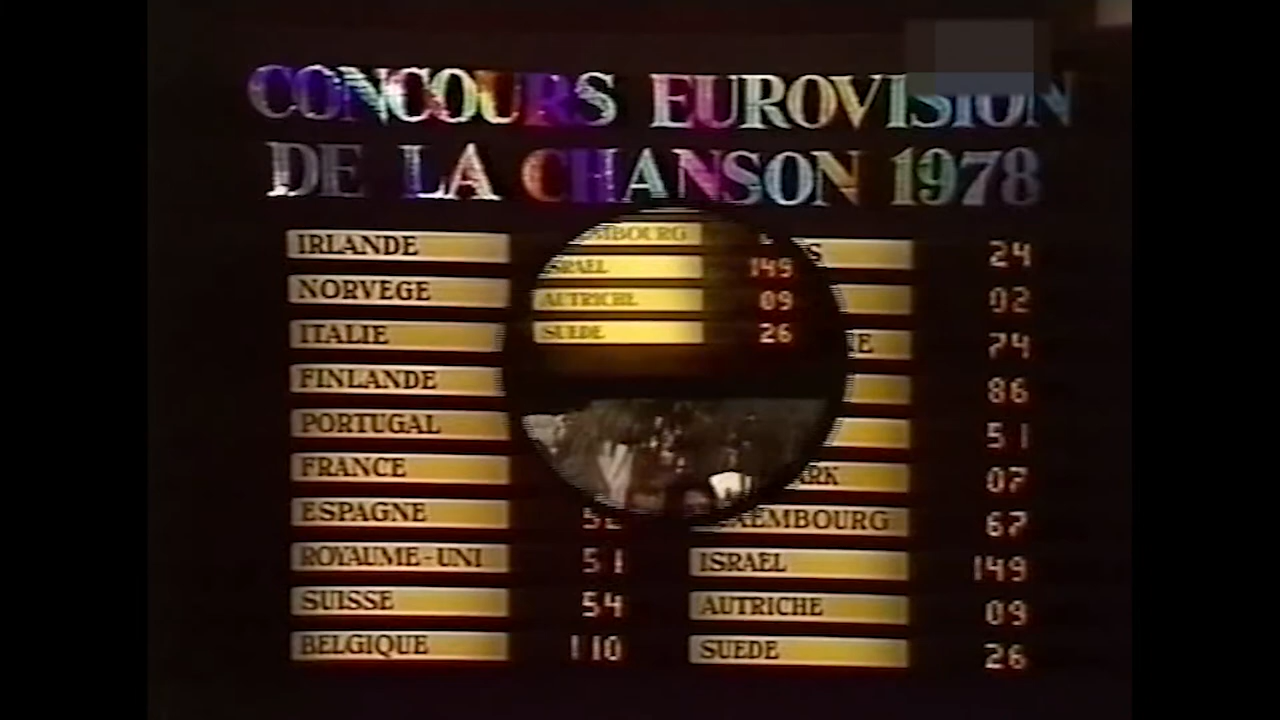 CONCOURS EUROVISION
DE LA CHANSON 1978
IRLANDE
NORVEGE
ITALIE
FINLANDE
PORTUGAL
FRANCE
ESPAGNE
ROYAUME-UNI 51
SUISSE 54
BELGIQUE 110
24
02
74
86
51
07
67
ISRAEL 149
AUTRICHE 09
SUEDE 26
149
AUTRICHE 09
SUEDE 26